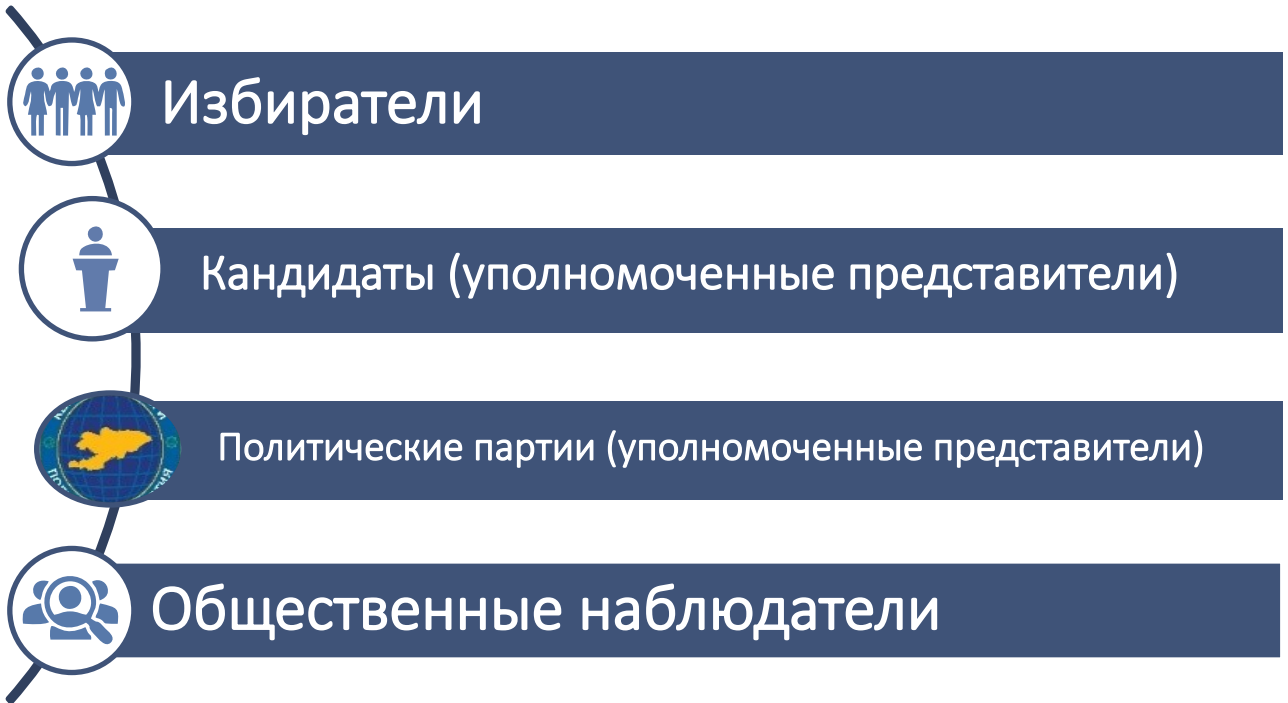 Избиратели
Кандидаты (уполномоченные представители)
Политические партии (уполномоченные представители)
Общественные наблюдатели